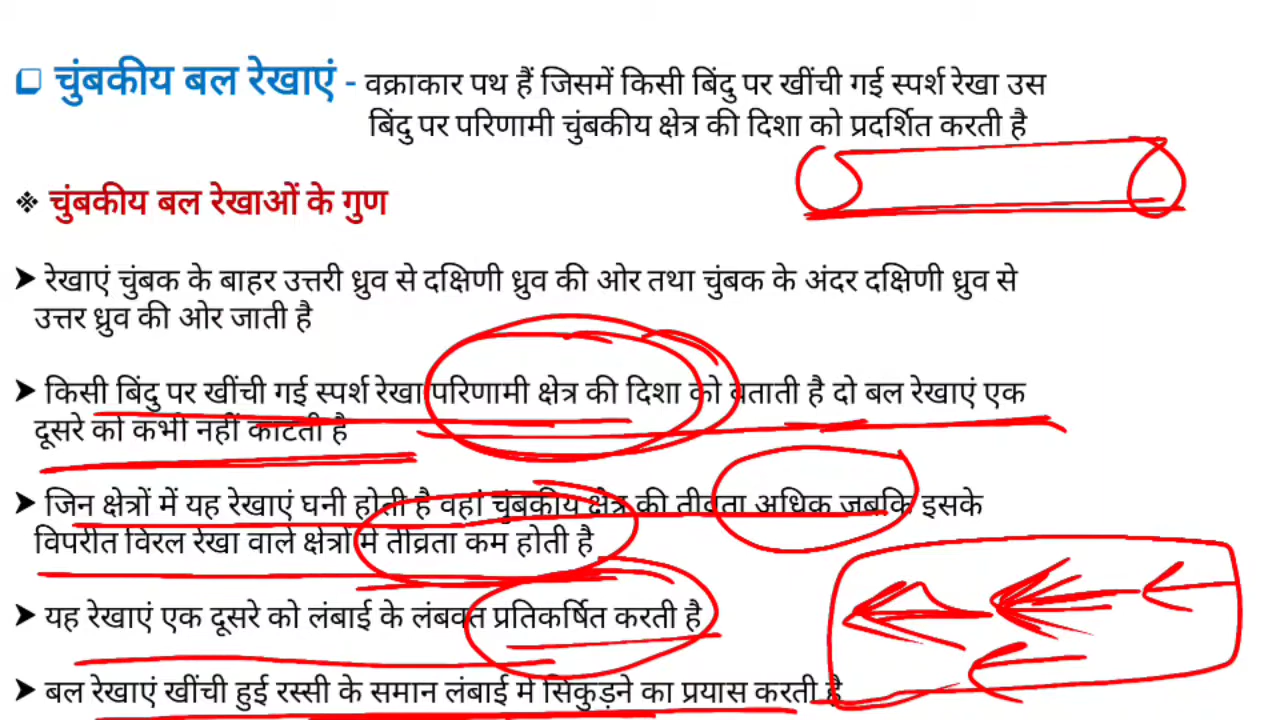 चुंबकीय बल रेखाएं - वक्राकार पथ हैं जिसमें किसी बिंदु पर खींची गई स्पर्श रेखा उस
बिंदु पर परिणामी चुंबकीय क्षेत्र की दिशा को प्रदर्शित करती है
चुंबकीय बल रेखाओं के गुण
रेखाएं चुंबक के बाहर उत्तरी ध्रुव से दक्षिणी ध्रुव की ओर तथा चुंबक के अंदर दक्षिणी ध्रुव से
उत्तर ध्रुव की ओर जाती है
किसी बिंदु पर खींची गई स्पर्श रेखा परिणामी क्षेत्र की दिशा को बताती है दो बल रेखाएं एक
दूसरे को कभी नहीं काटती है
जिन क्षेत्रों में यह रेखाएं घनी होती है वहां चुंबकीय क्षेत्र की तीव्रता अधिक जबकि इसके
विपरीत विरल रेखा वाले क्षेत्रों में तीव्रता कम होती है
यह रेखाएं एक दूसरे को लंबाई के लंबवत प्रतिकर्षित करती है
बल रेखाएं खींची हुई रस्सी के समान लंबाई में सिकुड़ने का प्रयास करती है